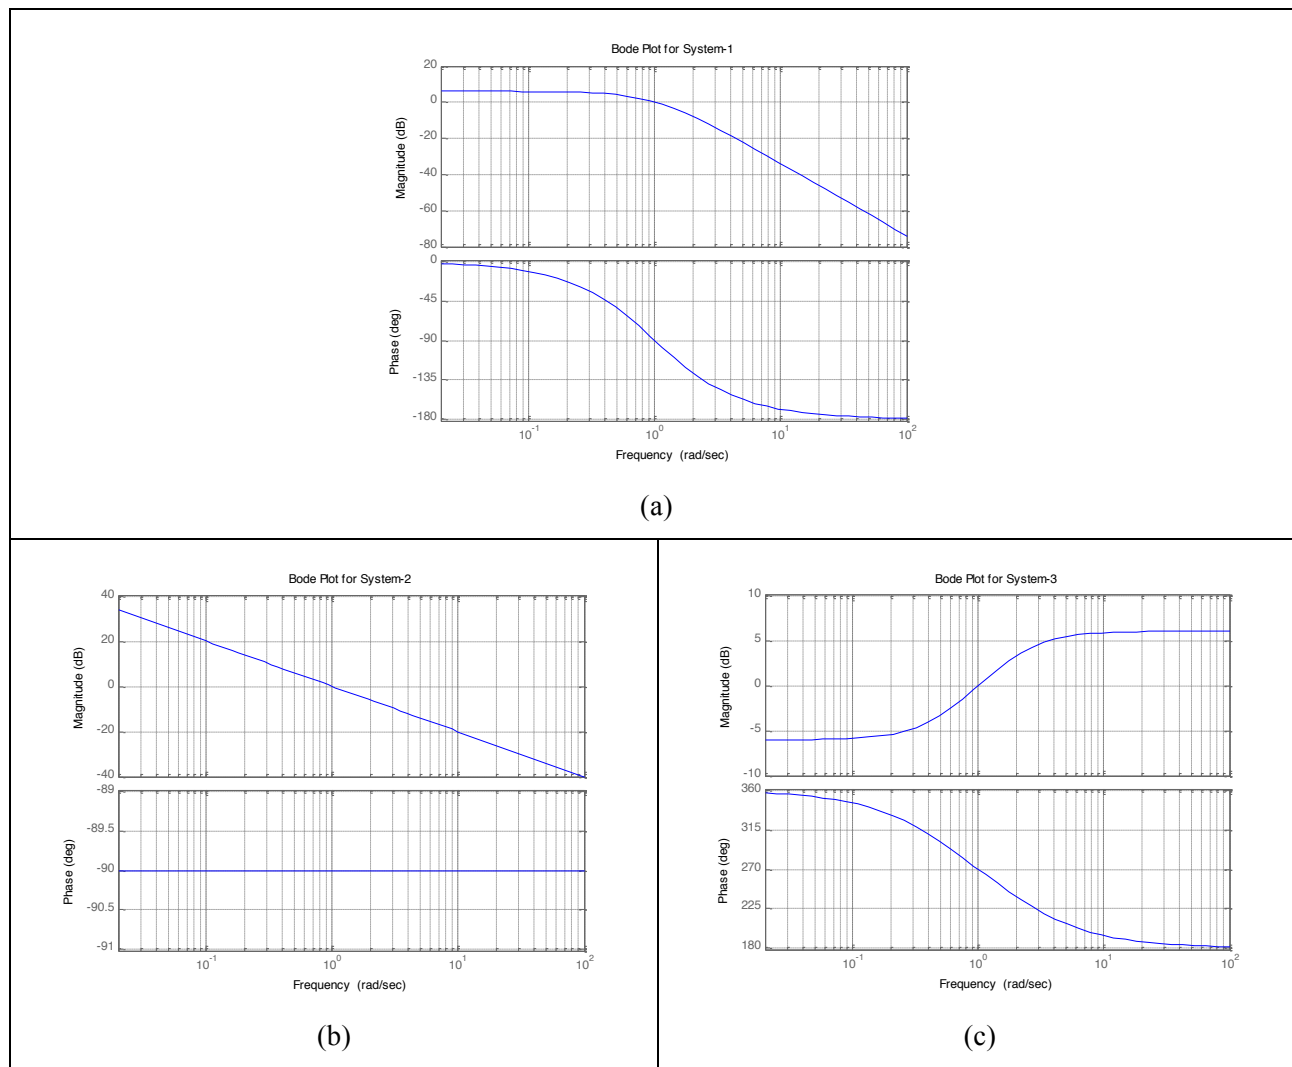 Bode Plot for System-1
20
0
-20
-40
-60
-80
Magnitude (dB)
0
-45
-90
-135
-180
Phase (deg)
10^-1
10^0
10^1
10^2
Frequency (rad/sec)
(a)
Bode Plot for System-2
40
20
0
-20
-40
Magnitude (dB)
-89
-89.5
-90
-90.5
-91
Phase (deg)
10^-1
10^0
10^1
10^2
Frequency (rad/sec)
(b)
Bode Plot for System-3
10
5
0
-5
-10
Magnitude (dB)
360
315
270
225
180
Phase (deg)
10^-1
10^0
10^1
10^2
Frequency (rad/sec)
(c)